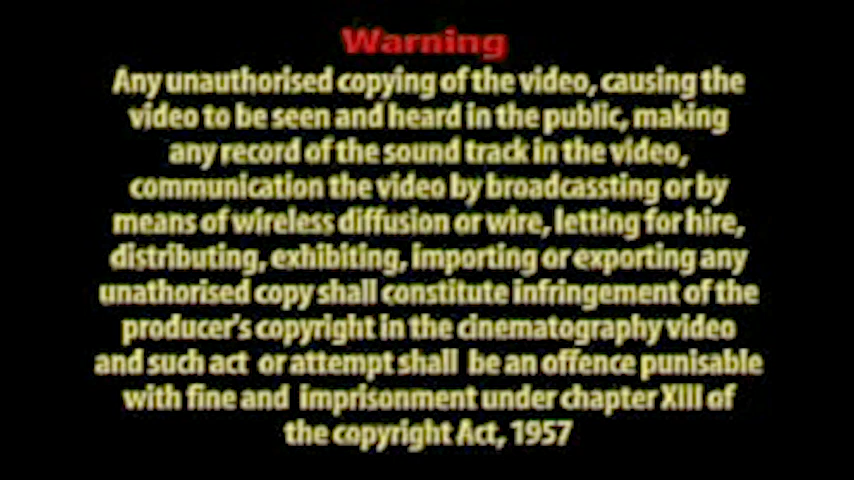 Warning
Any unauthorised copying of the video, causing the
video to be seen and heard in the public, making
any record of the sound track in the video,
communication the video by broadcassting or by
means of wireless diffusion or wire, letting for hire,
distributing, exhibiting, importing or exporting any
unathorised copy shall constitute infringement of the
producer's copyright in the cinematography video
and such act or attempt shall be an offence punisable
with fine and imprisonment under chapter XIII of
the copyright Act, 1957